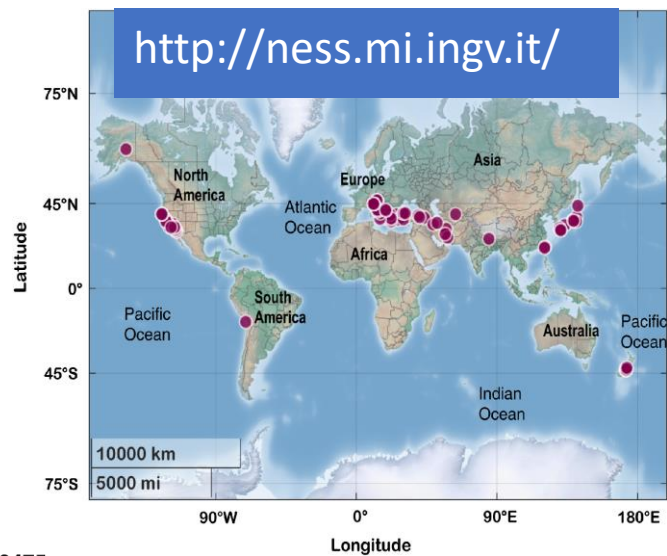 http://ness.mi.ingv.it/
75°N
Asia
North
America
Europe
45°N
Atlantic
Ocean
Africa
Latitude
0°
South
America
Pacific
Ocean
Pacific
Ocean
Australia
45°S
Indian
Ocean
10000 km
5000 mi
75°S
90°W
0°
90°E
180°E
Longitude